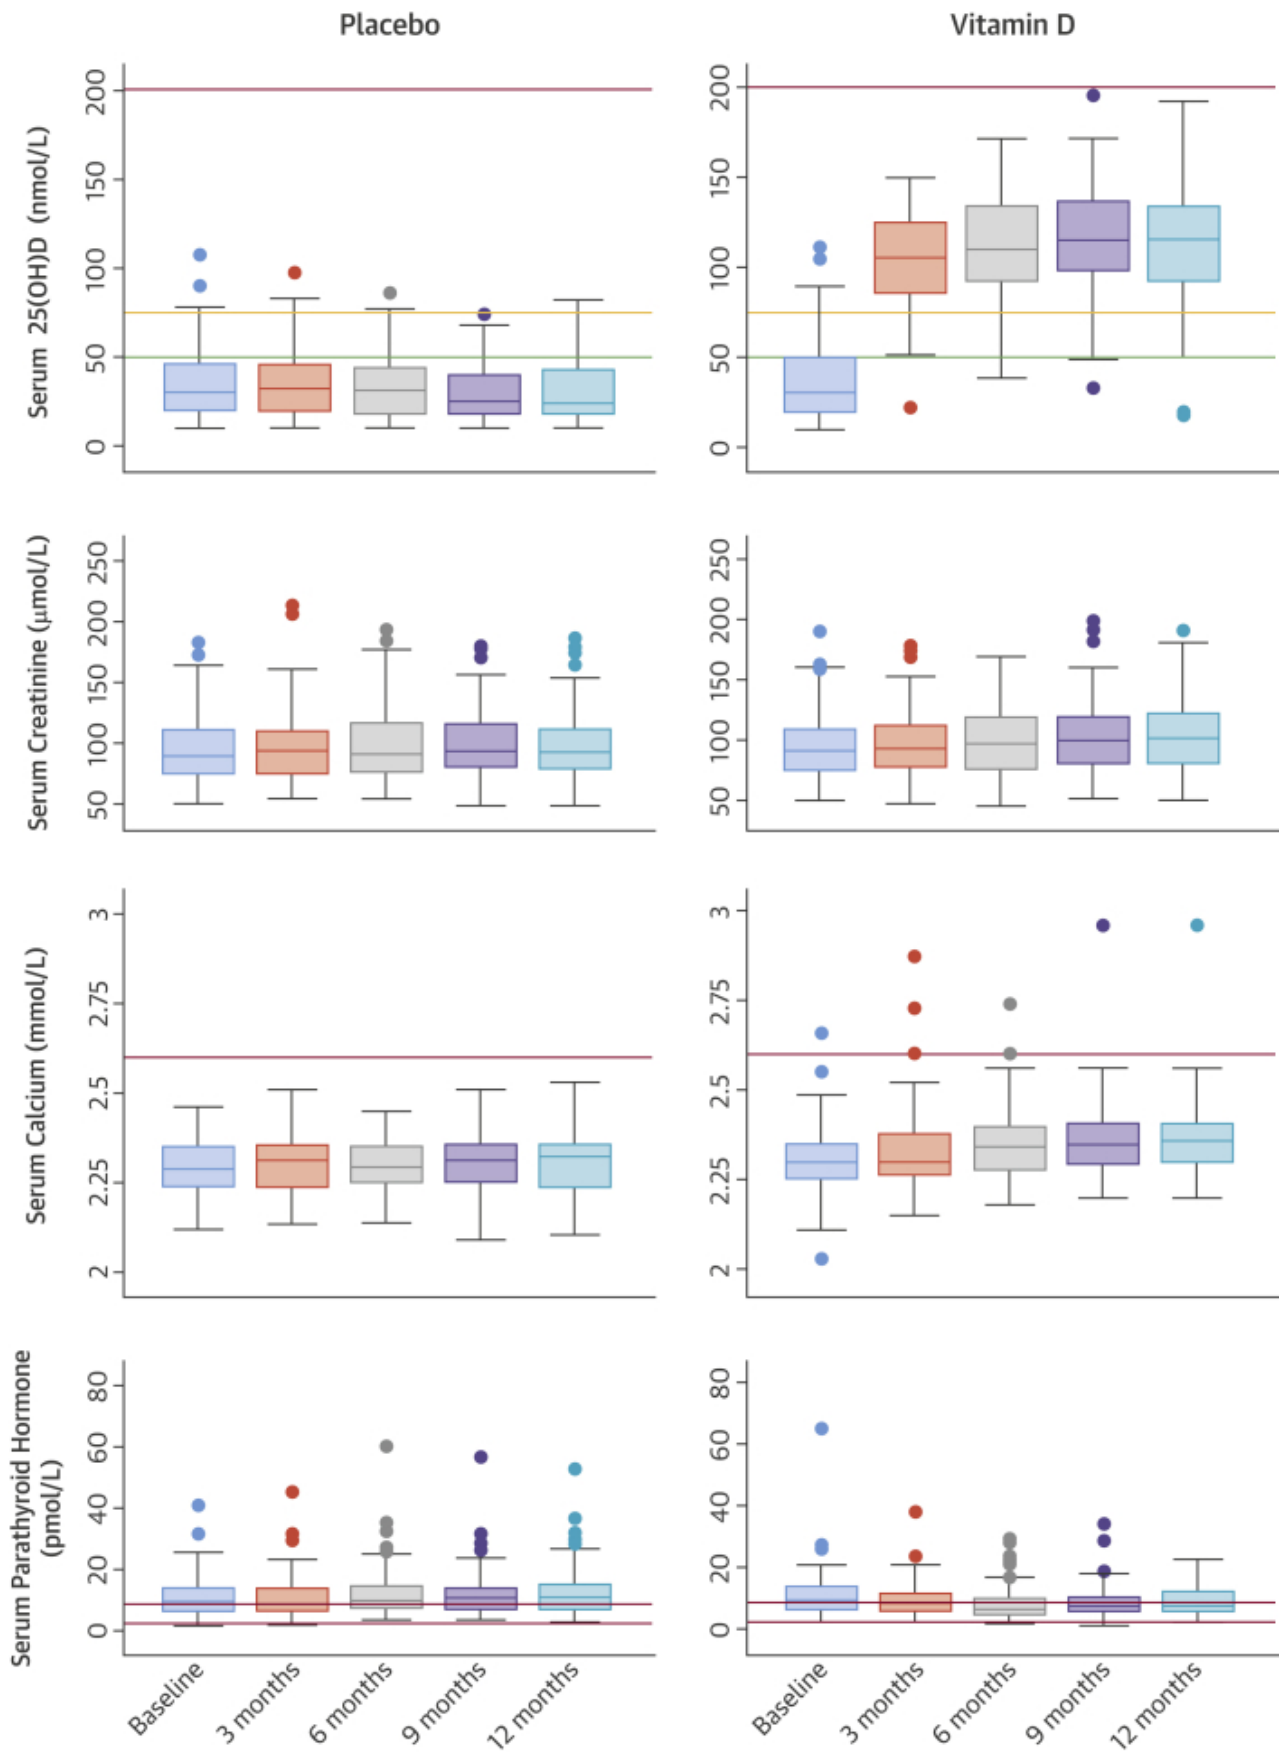 Placebo
Vitamin D
Serum 25(OH)D (nmol/L)
200
150
100
50
0
200
150
100
50
0
Serum Creatinine (μmol/L)
250
200
150
100
50
250
200
150
100
50
Serum Calcium (mmol/L)
3
2.75
2.5
2.25
2
3
2.75
2.5
2.25
2
Serum Parathyroid Hormone
(pmol/L)
80
60
40
20
0
80
60
40
20
0
Baseline
3 months
6 months
9 months
12 months
Baseline
3 months
6 months
9 months
12 months